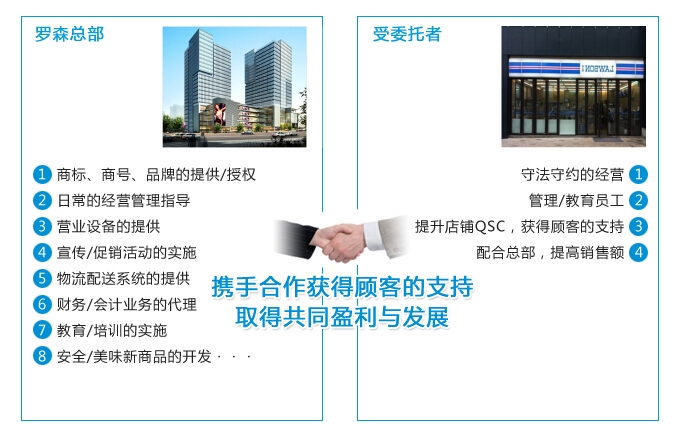 罗森总部
1 商标、商号、品牌的提供/授权
2 日常的经营管理指导
3 营业设备的提供
4 宣传/促销活动的实施
5 物流配送系统的提供
6 财务/会计业务的代理
7 教育/培训的实施
8 安全/美味新商品的开发···
受委托者
LAWSON
守法守约的经营 1
管理/教育员工 2
提升店铺QSC，获得顾客的支持 3
配合总部，提高销售额 4
携手合作获得顾客的支持
取得共同盈利与发展